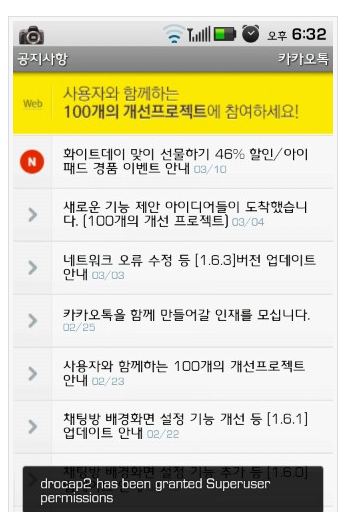 오후 6:32
공지사항 카카오톡
Web 사용자와 함께하는
100개의 개선프로젝트에 참여하세요!
N 화이트데이 맞이 선물하기 46% 할인/아이
패드 경품 이벤트 안내 03/10
새로운 기능 제안 아이디어들이 도착했습니
다. (100개의 개선 프로젝트) 03/04
네트워크 오류 수정 등 [1.6.3]버전 업데이트
안내 03/03
카카오톡을 함께 만들어갈 인재를 모십니다.
02/25
사용자와 함께하는 100개의 개선프로젝트
안내 02/23
채팅방 배경화면 설정 기능 개선 등 [1.6.1]
업데이트 안내 02/22
채팅방 배경화면 설정 기능 추가 등 [1.6.0]
drocap2 has been granted Superuser
permissions